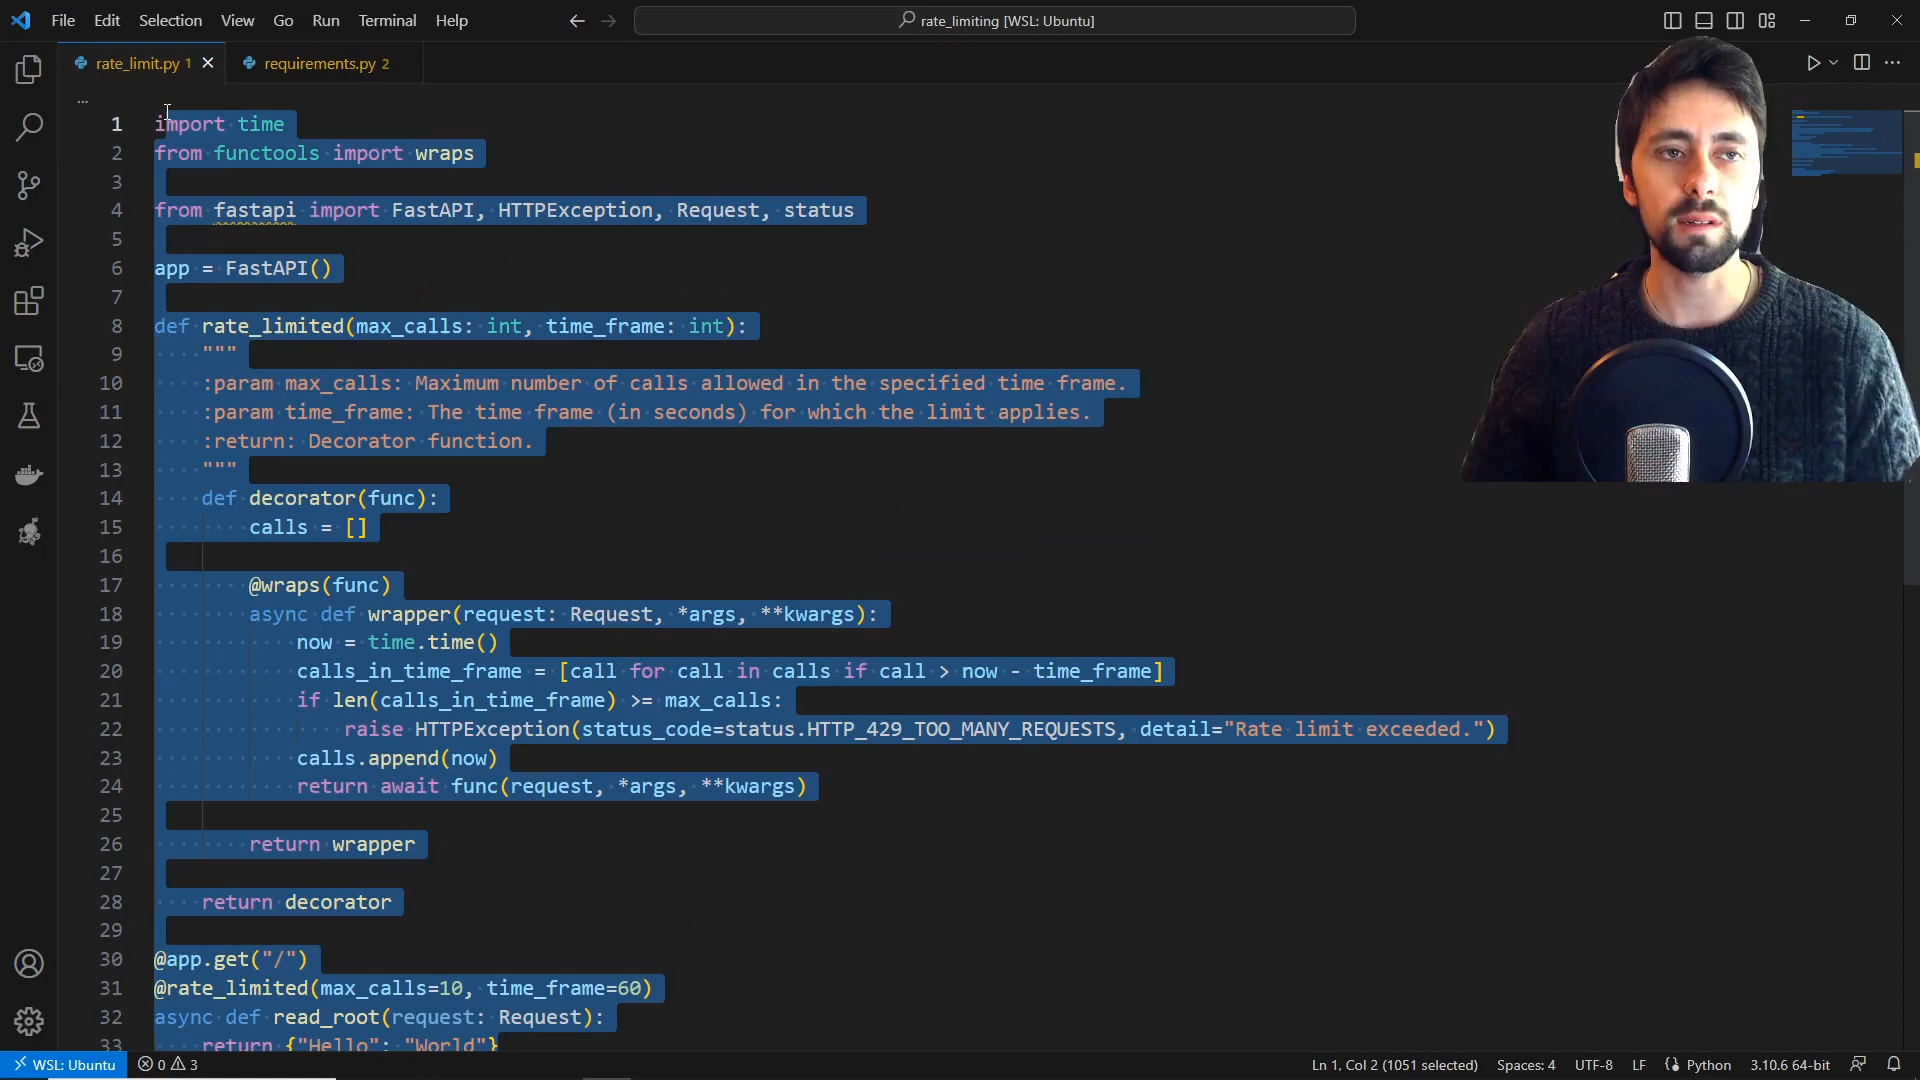 File Edit Selection View Go Run Terminal Help
rate_limiting [WSL: Ubuntu]
rate_limit.py 1
requirements.py 2
...
1 import time
2 from functools import wraps
3
4 from fastapi import FastAPI, HTTPException, Request, status
5
6 app = FastAPI()
7
8 def rate_limited(max_calls: int, time_frame: int):
9 """
10 :param max_calls: Maximum number of calls allowed in the specified time frame.
11 :param time_frame: The time frame (in seconds) for which the limit applies.
12 :return: Decorator function.
13 """
14 def decorator(func):
15 calls = []
16
17 @wraps(func)
18 async def wrapper(request: Request, *args, **kwargs):
19 now = time.time()
20 calls_in_time_frame = [call for call in calls if call > now - time_frame]
21 if len(calls_in_time_frame) >= max_calls:
22 raise HTTPException(status_code=status.HTTP_429_TOO_MANY_REQUESTS, detail="Rate limit exceeded.")
23 calls.append(now)
24 return await func(request, *args, **kwargs)
25
26 return wrapper
27
28 return decorator
29
30 @app.get("/")
31 @rate_limited(max_calls=10, time_frame=60)
32 async def read_root(request: Request):
33 return {"Hello": "World"}
WSL: Ubuntu 0 3 Ln 1, Col 2 (1051 selected) Spaces: 4 UTF-8 LF Python 3.10.6 64-bit